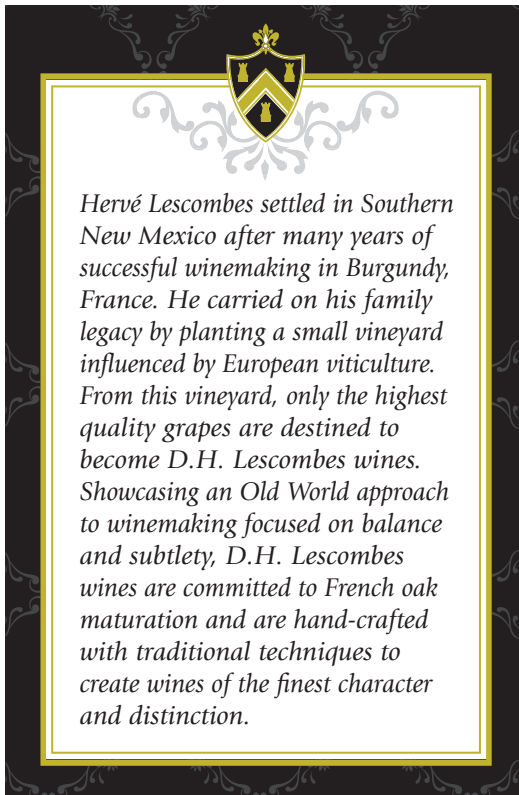 Hervé Lescombes settled in Southern
New Mexico after many years of
successful winemaking in Burgundy,
France. He carried on his family
legacy by planting a small vineyard
influenced by European viticulture.
From this vineyard, only the highest
quality grapes are destined to
become D.H. Lescombes wines.
Showcasing an Old World approach
to winemaking focused on balance
and subtlety, D.H. Lescombes
wines are committed to French oak
maturation and are hand-crafted
with traditional techniques to
create wines of the finest character
and distinction.